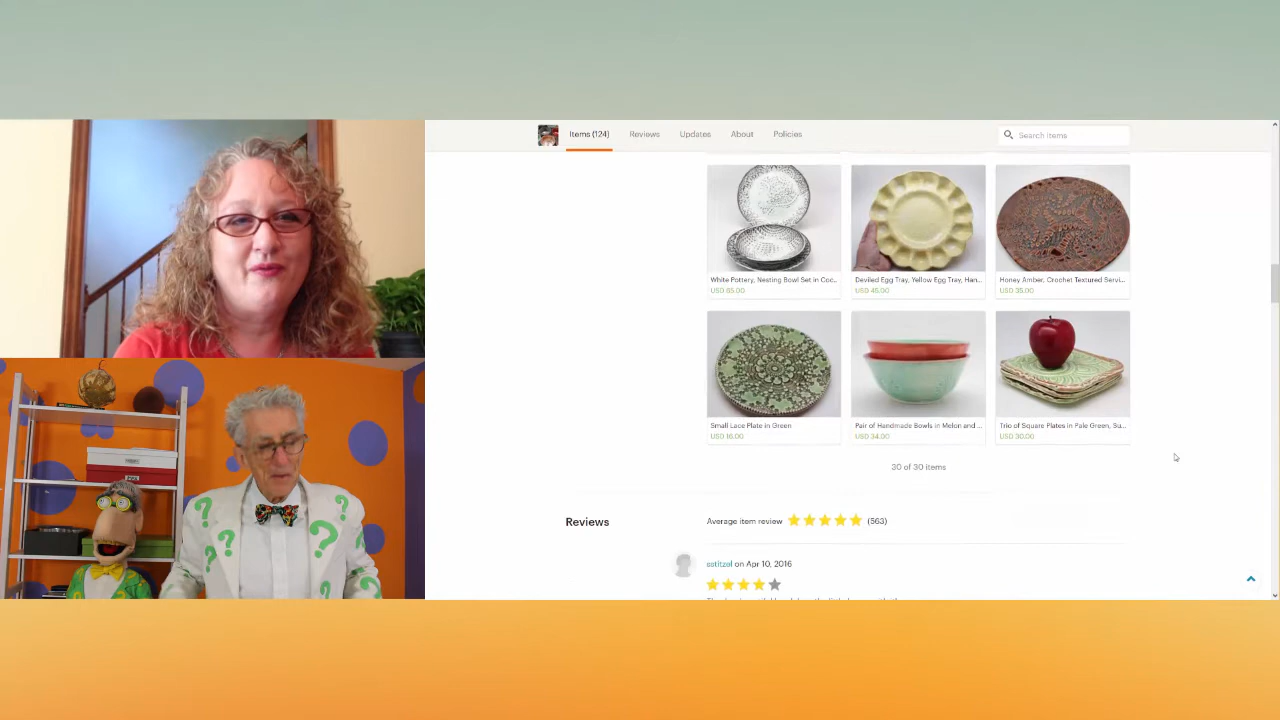 Items (124)
Reviews
Updates
About
Policies
Search items
White Pottery, Nesting Bowl Set in Coc...
USD 65.00
Deviled Egg Tray, Yellow Egg Tray, Han...
USD 45.00
Honey Amber, Crochet Textured Servi...
USD 35.00
Small Lace Plate in Green
USD 16.00
Pair of Handmade Bowls in Melon and ...
USD 34.00
Trio of Square Plates in Pale Green, Su...
USD 30.00
30 of 30 items
Reviews
Average item review (563)
sstitzel on Apr 10, 2016
? ? ? ? ? ?